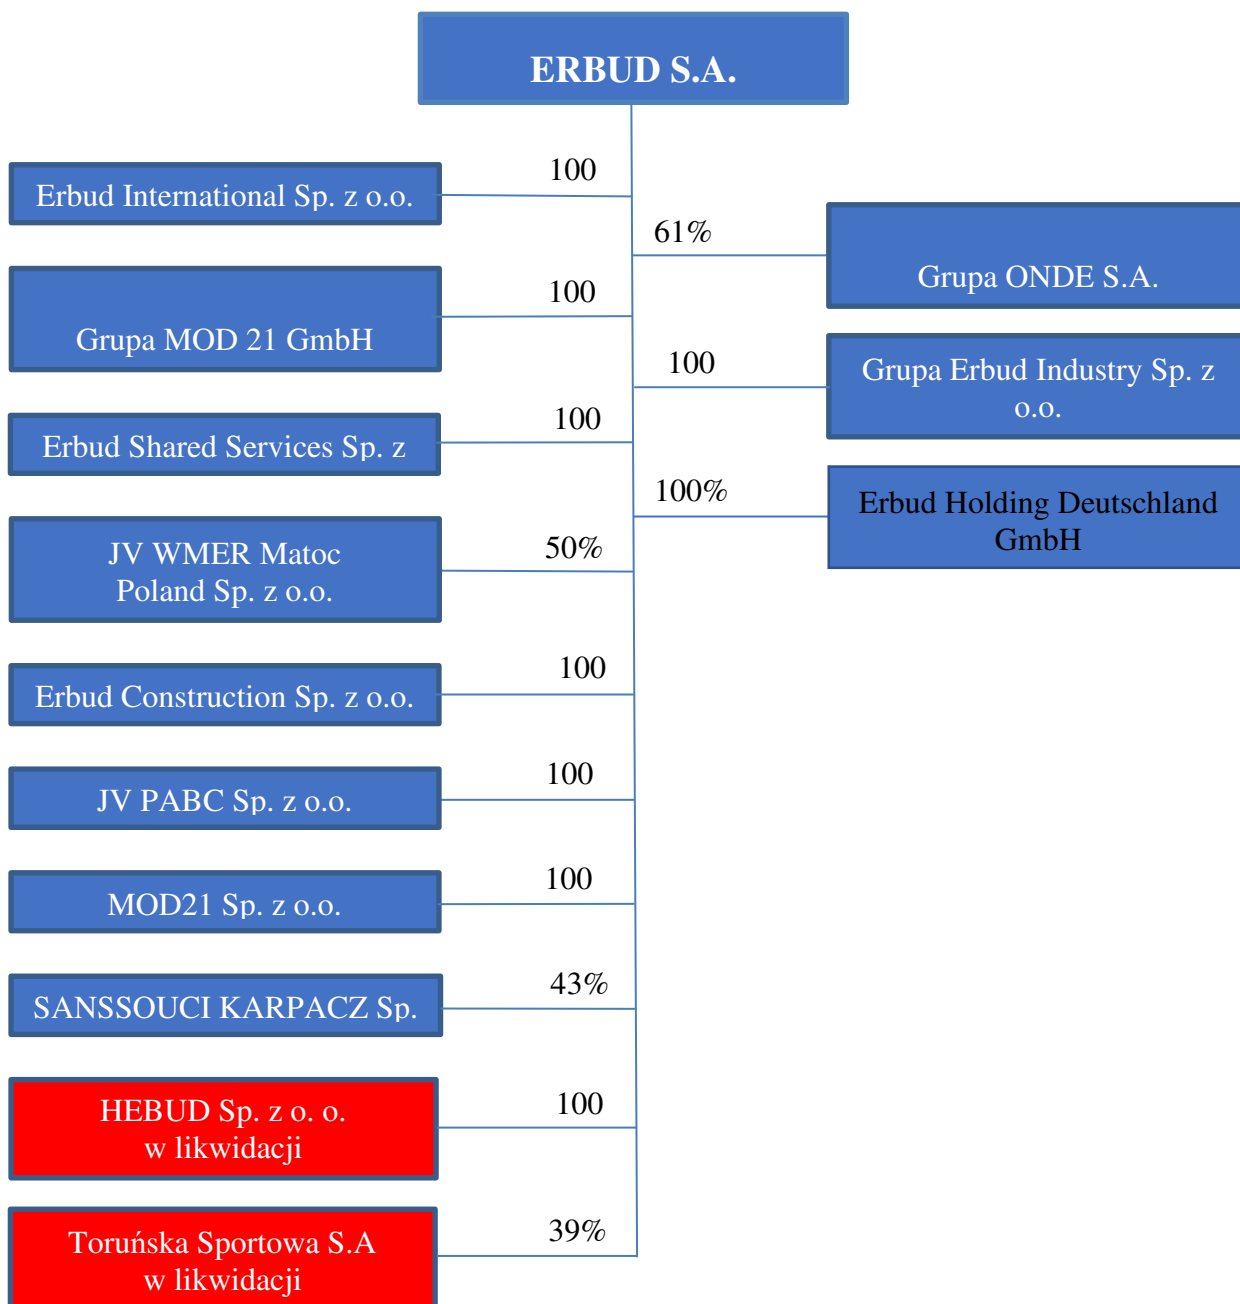 ERBUD S.A.
100
Erbud International Sp. z o.o.
61%
Grupa ONDE S.A.
100
Grupa MOD 21 GmbH
100
Grupa Erbud Industry Sp. z
o.o.
100
Erbud Shared Services Sp. z
100%
Erbud Holding Deutschland
GmbH
50%
JV WMER Matoc
Poland Sp. z o.o.
100
Erbud Construction Sp. z o.o.
100
JV PABC Sp. z o.o.
100
MOD21 Sp. z o.o.
43%
SANSSOUCI KARPACZ Sp.
100
HEBUD Sp. z o. o.
w likwidacji
39%
Toruńska Sportowa S.A
w likwidacji